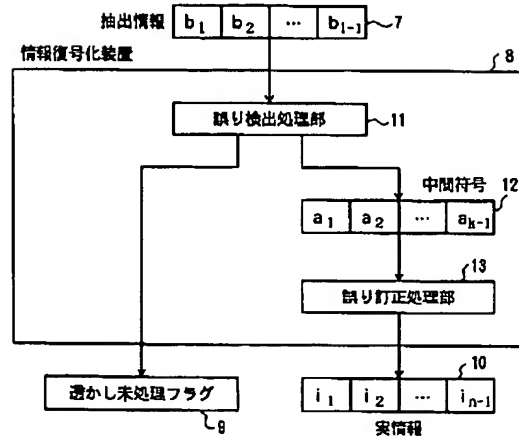 抽出情報 b1 b2 … bl-1 7
情報復号化装置 8
誤り検出処理部 11
中間符号 12
a1 a2 … ak-1
13
誤り訂正処理部
10
透かし未処理フラグ i1 i2 … in-1
9 実情報